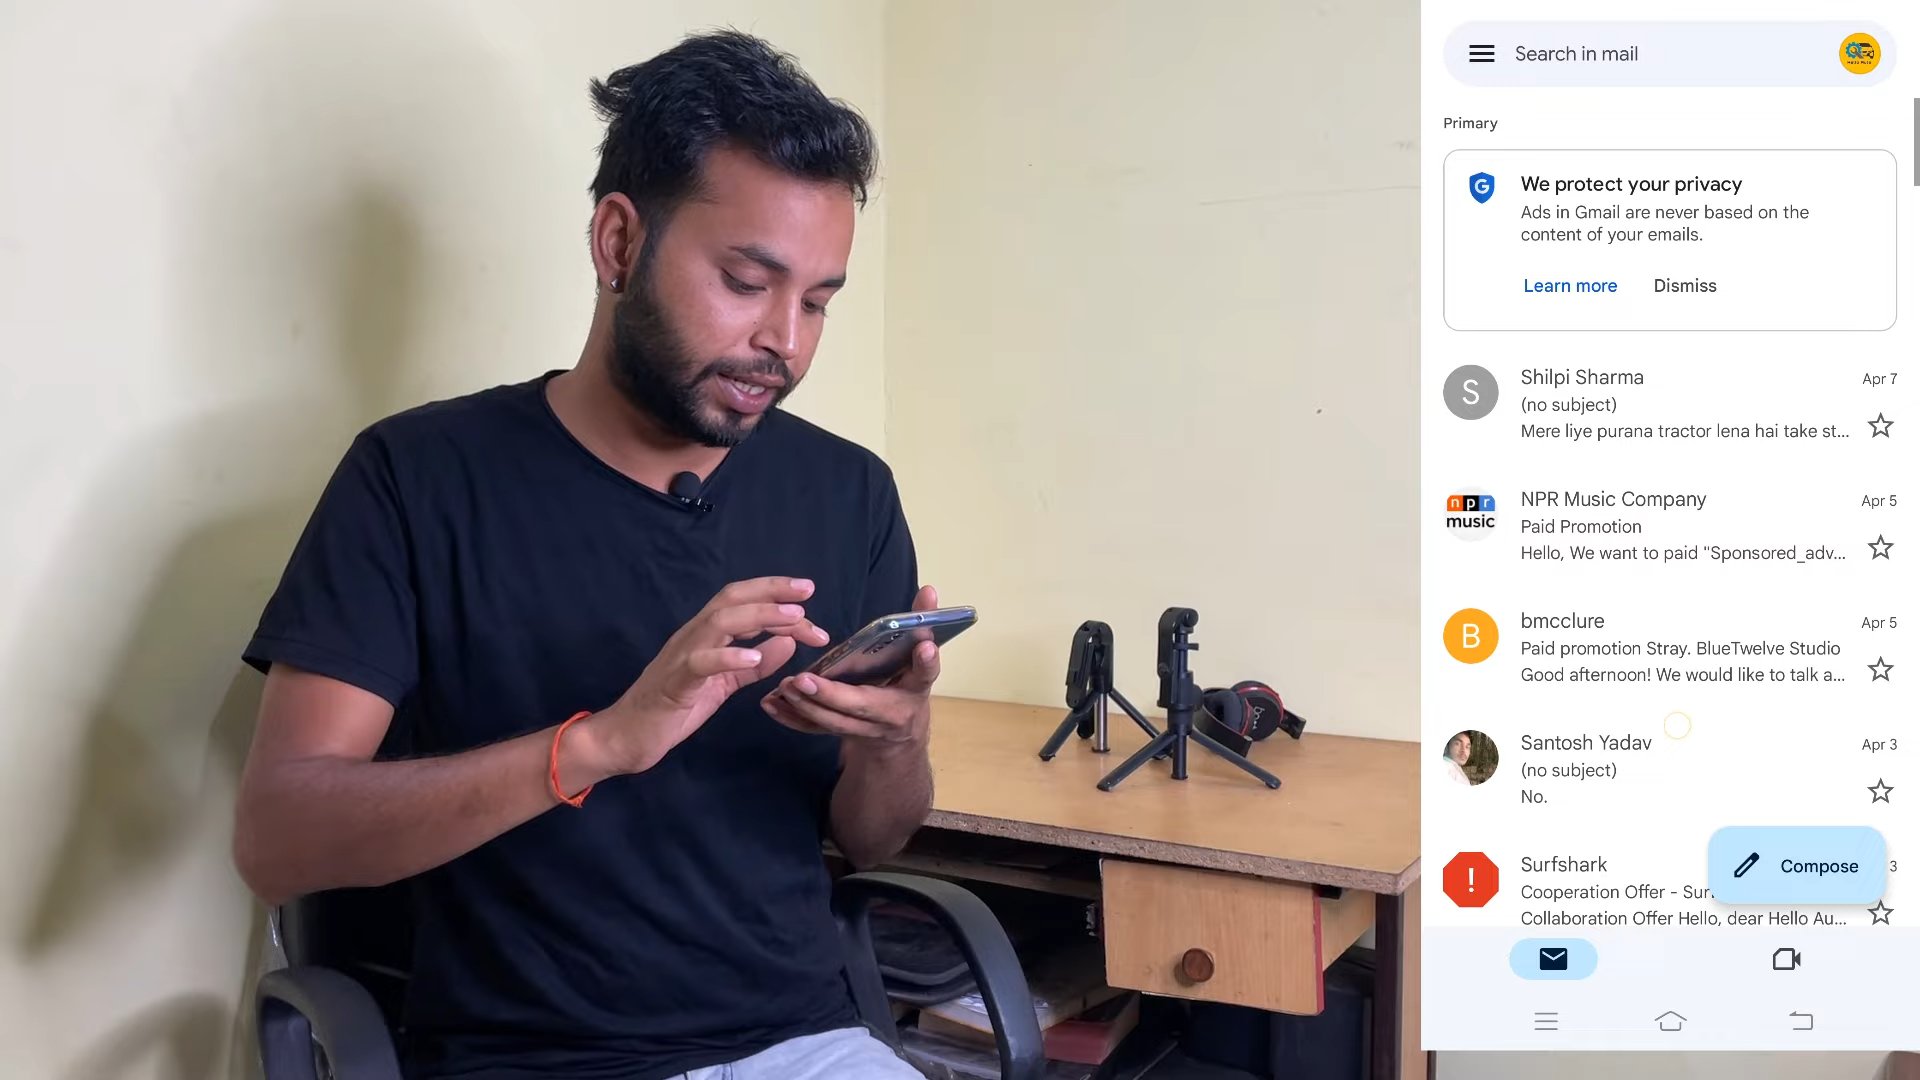 Search in mail
Primary
We protect your privacy
Ads in Gmail are never based on the
content of your emails.
Learn more
Dismiss
S
Shilpi Sharma
Apr 7
(no subject)
Mere liye purana tractor lena hai take st...
npr
music
NPR Music Company
Apr 5
Paid Promotion
Hello, We want to paid "Sponsored_adv...
B
bmcclure
Apr 5
Paid promotion Stray. BlueTwelve Studio
Good afternoon! We would like to talk a...
Santosh Yadav
Apr 3
(no subject)
No.
!
Surfshark
3
Cooperation Offer - Sur
Collaboration Offer Hello, dear Hello Au...
Compose